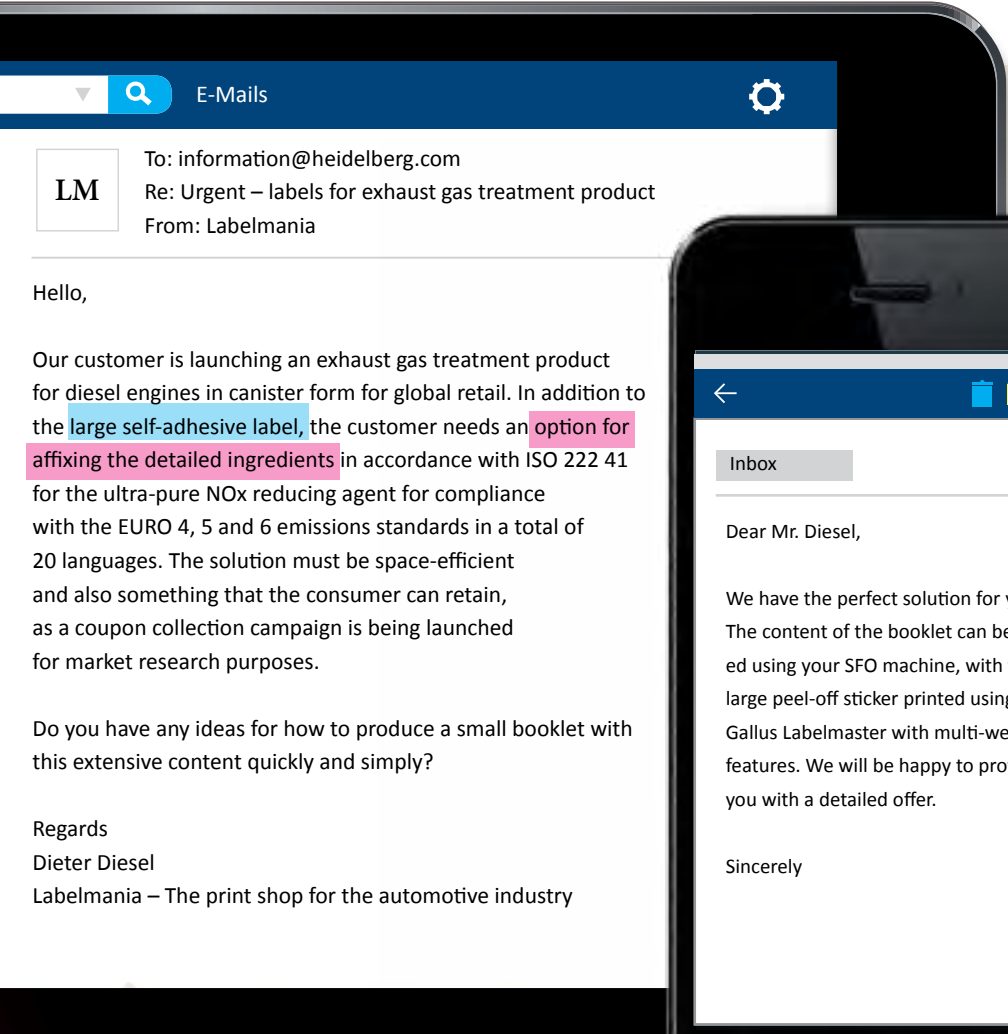 E-Mails
LM
To: information@heidelberg.com
Re: Urgent – labels for exhaust gas treatment product
From: Labelmania
Hello,
Our customer is launching an exhaust gas treatment product
for diesel engines in canister form for global retail. In addition to
the large self-adhesive label, the customer needs an option for
affixing the detailed ingredients in accordance with ISO 222 41
for the ultra-pure NOx reducing agent for compliance
with the EURO 4, 5 and 6 emissions standards in a total of
20 languages. The solution must be space-efficient
and also something that the consumer can retain,
as a coupon collection campaign is being launched
for market research purposes.
Do you have any ideas for how to produce a small booklet with
this extensive content quickly and simply?
Regards
Dieter Diesel
Labelmania – The print shop for the automotive industry
Inbox
Dear Mr. Diesel,
We have the perfect solution for
The content of the booklet can
ed using your SFO machine, with
large peel-off sticker printed
Gallus Labelmaster with
features. We will be happy to
you with a detailed offer.
Sincerely